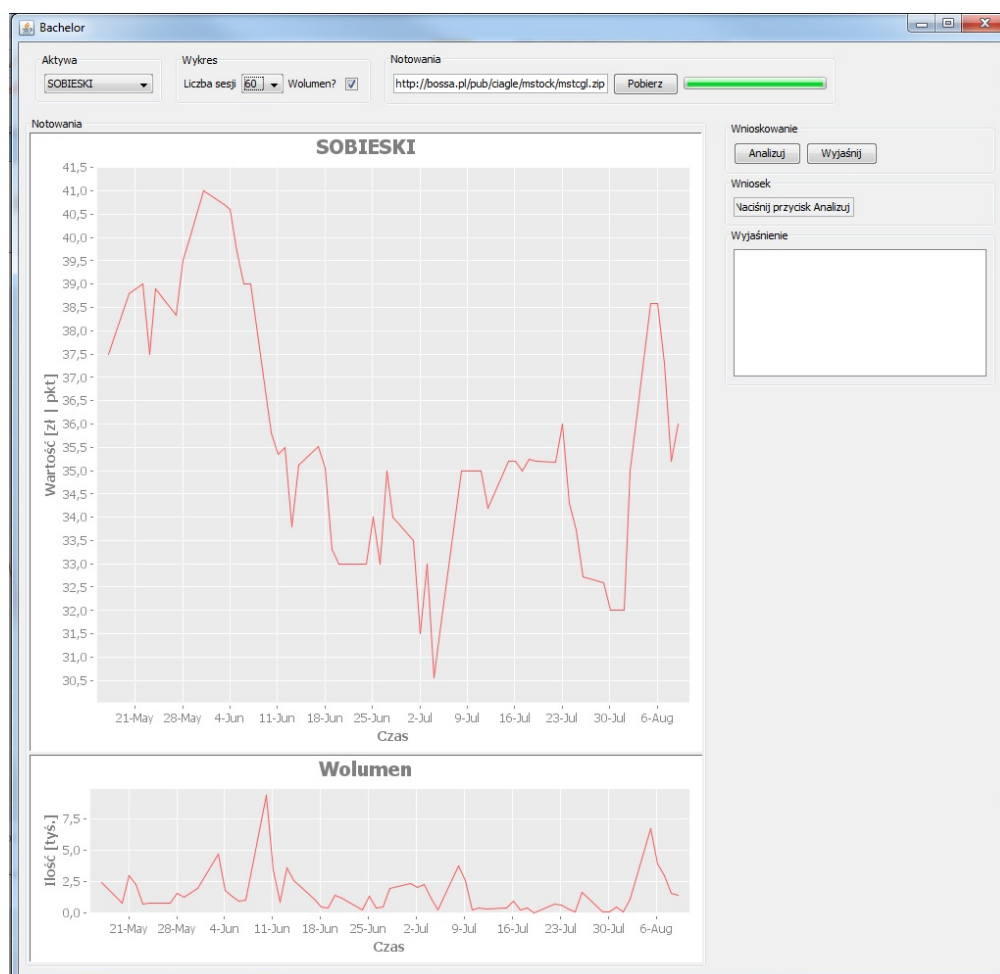 Bachelor
Aktywa
SOBIESKI
Wykres
Liczba sesji 60 Wolumen?
Notowania
http://bossa.pl/pub/ciagle/mstock/mstcgl.zip Pobierz
Notowania
SOBIESKI
41,5
41,0
40,5
40,0
39,5
39,0
38,5
38,0
37,5
37,0
36,5
36,0
35,5
35,0
34,5
34,0
33,5
33,0
32,5
32,0
31,5
31,0
30,5
Wartość [zł | pkt]
21-May 28-May 4-Jun 11-Jun 18-Jun 25-Jun 2-Jul 9-Jul 16-Jul 23-Jul 30-Jul 6-Aug
Czas
Wolumen
7,5
5,0
2,5
0,0
Ilość [tyś.]
21-May 28-May 4-Jun 11-Jun 18-Jun 25-Jun 2-Jul 9-Jul 16-Jul 23-Jul 30-Jul 6-Aug
Czas
Wnioskowanie
Analizuj Wyjaśnij
Wniosek
Naciśnij przycisk Analizuj
Wyjaśnienie